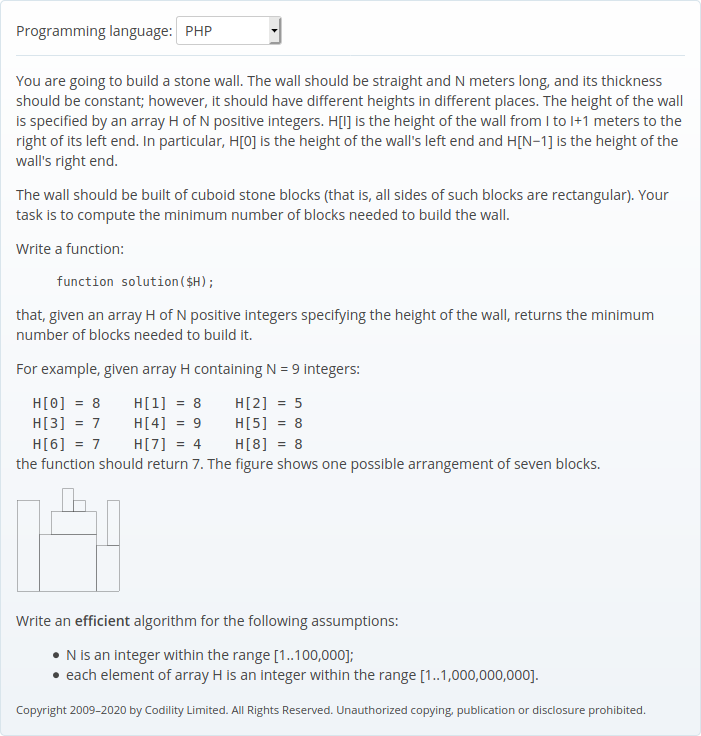 Programming language: PHP
You are going to build a stone wall. The wall should be straight and N meters long, and its thickness
should be constant; however, it should have different heights in different places. The height of the wall
is specified by an array H of N positive integers. H[I] is the height of the wall from I to I+1 meters to the
right of its left end. In particular, H[0] is the height of the wall's left end and H[N−1] is the height of the
wall's right end.
The wall should be built of cuboid stone blocks (that is, all sides of such blocks are rectangular). Your
task is to compute the minimum number of blocks needed to build the wall.
Write a function:
function solution($H);
that, given an array H of N positive integers specifying the height of the wall, returns the minimum
number of blocks needed to build it.
For example, given array H containing N = 9 integers:
H[0] = 8 H[1] = 8 H[2] = 5
H[3] = 7 H[4] = 9 H[5] = 8
H[6] = 7 H[7] = 4 H[8] = 8
the function should return 7. The figure shows one possible arrangement of seven blocks.
Write an efficient algorithm for the following assumptions:
• N is an integer within the range [1..100,000];
• each element of array H is an integer within the range [1..1,000,000,000].
Copyright 2009–2020 by Codility Limited. All Rights Reserved. Unauthorized copying, publication or disclosure prohibited.